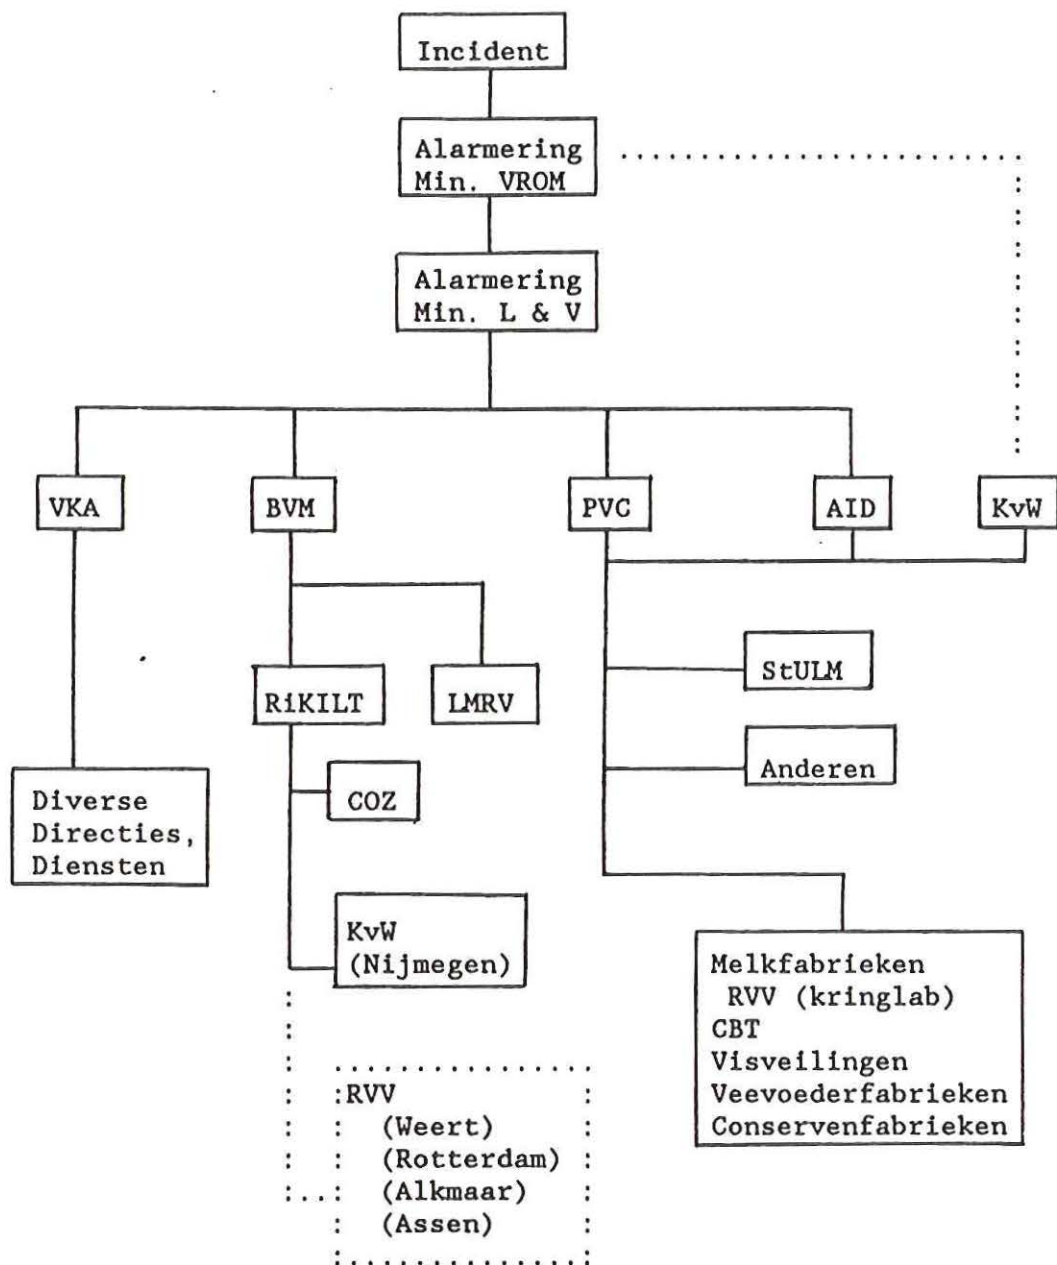 Incident
Alarmering
Min. VROM
Alarmering
Min. L & V
VKA
BVM
PVC
AID
KvW
RiKILT
LMRV
StULM
Anderen
COZ
Diverse
Directies,
Diensten
KvW
(Nijmegen)
Melkfabrieken
RVV (kringlab)
CBT
Visveilingen
Veevoederfabrieken
Conservenfabrieken
RVV
(Weert)
(Rotterdam)
(Alkmaar)
(Assen)